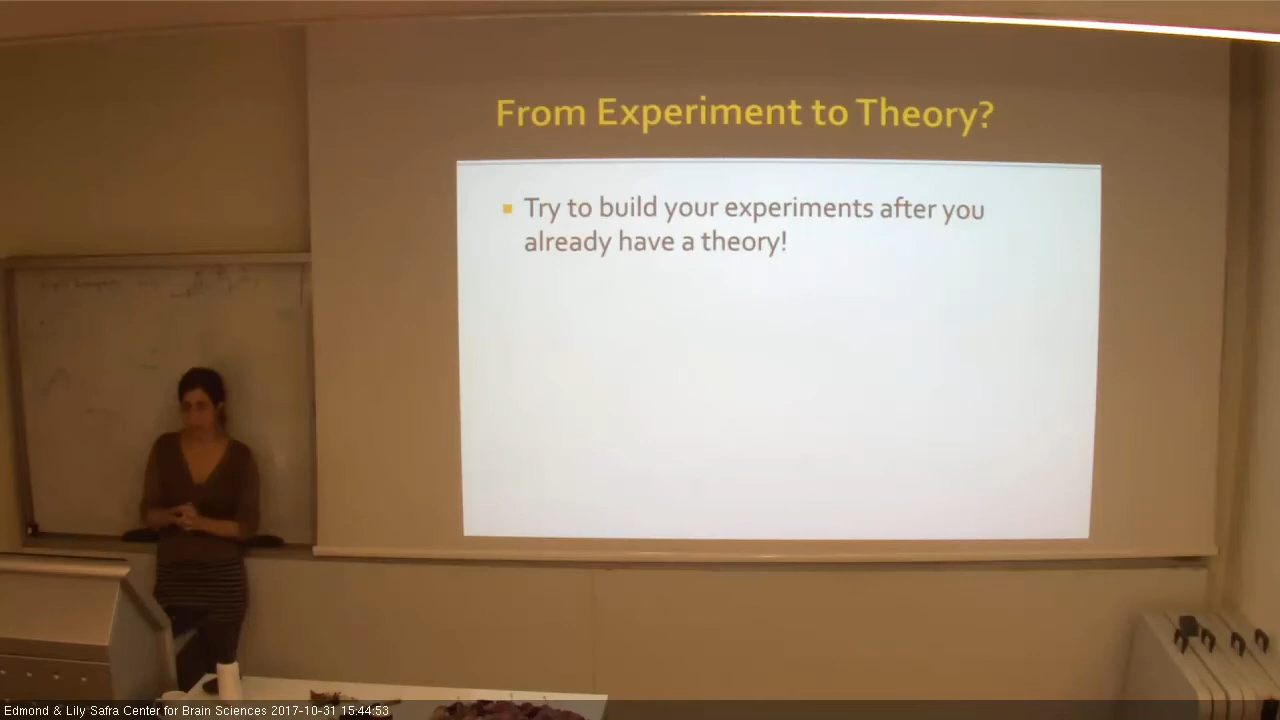 From Experiment to Theory?
Try to build your experiments after you
already have a theory!
Edmond & Lily Safra Center for Brain Sciences 2017-10-31 15:44:53